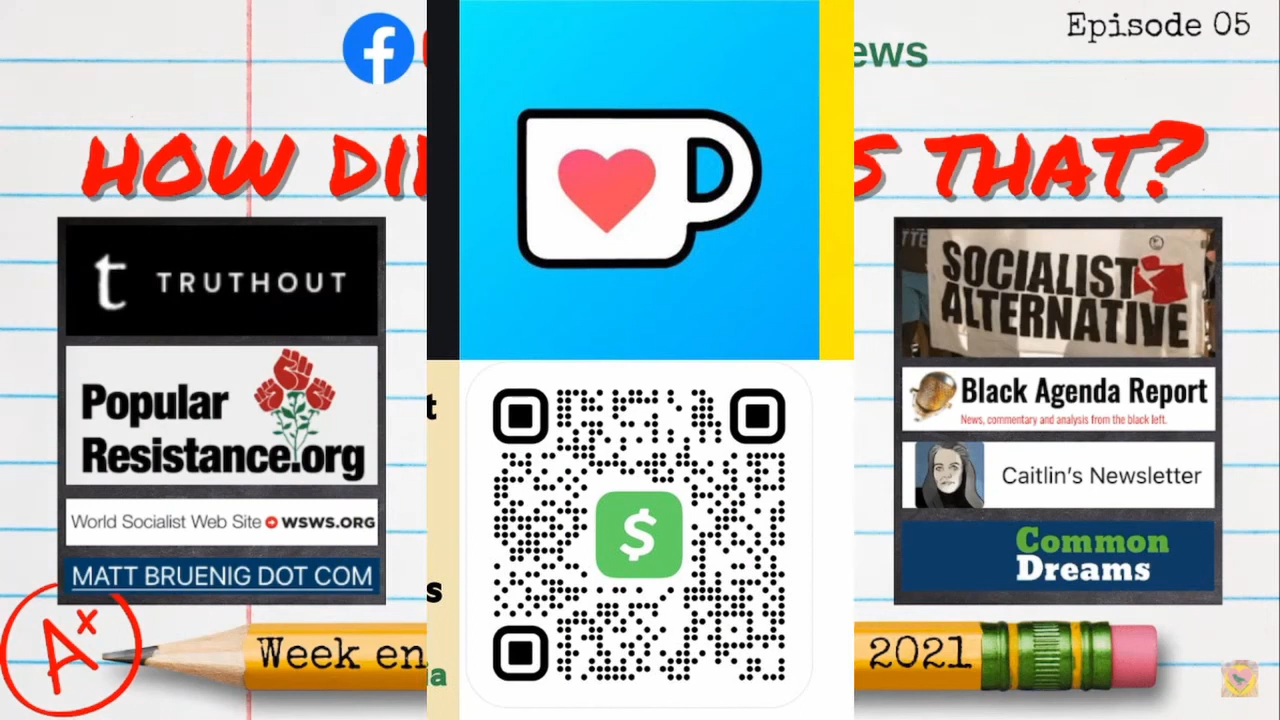 Episode 05
ews
HOW DI
S THAT?
t TRUTHOUT
Popular
Resistance.org
World Socialist Web Site WSWS.ORG
MATT BRUENIG DOT COM
SOCIALIST
ALTERNATIVE
Black Agenda Report
News, commentary and analysis from the black left.
Caitlin's Newsletter
Common
Dreams
t
s
a
$
A+
Week en
2021